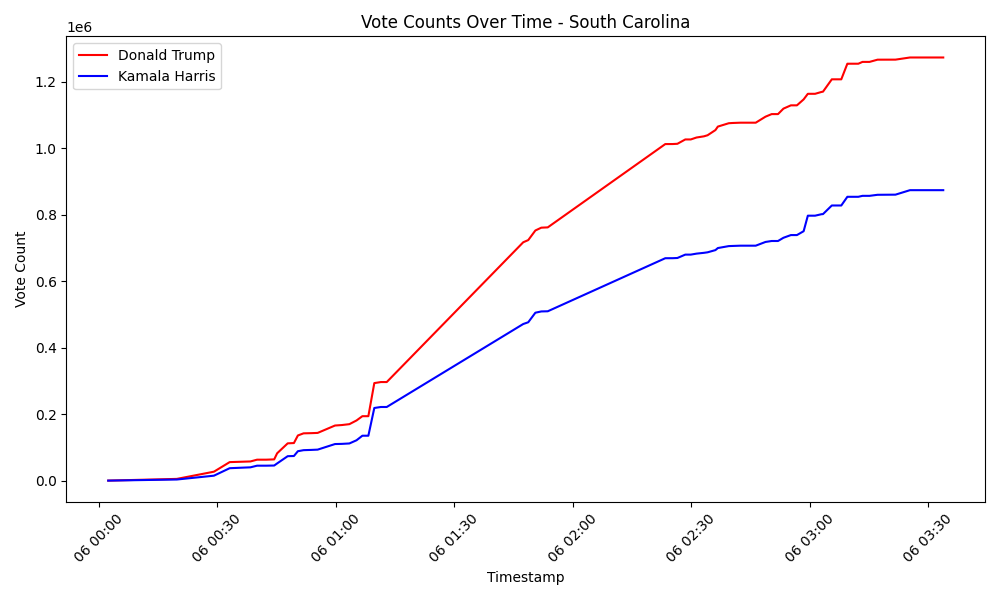 Vote Counts Over Time - South Carolina
1e6
Donald Trump
Kamala Harris
1.2
1.0
0.8
0.6
0.4
0.2
0.0
Vote Count
06 00:00
06 00:30
06 01:00
06 01:30
06 02:00
06 02:30
06 03:00
06 03:30
Timestamp